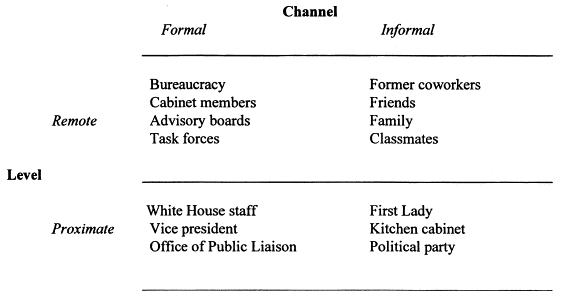 Channel
Formal Informal
Bureaucracy Former coworkers
Cabinet members Friends
Remote Advisory boards Family
Task forces Classmates
Level
White House staff First Lady
Proximate Vice president Kitchen cabinet
Office of Public Liaison Political party